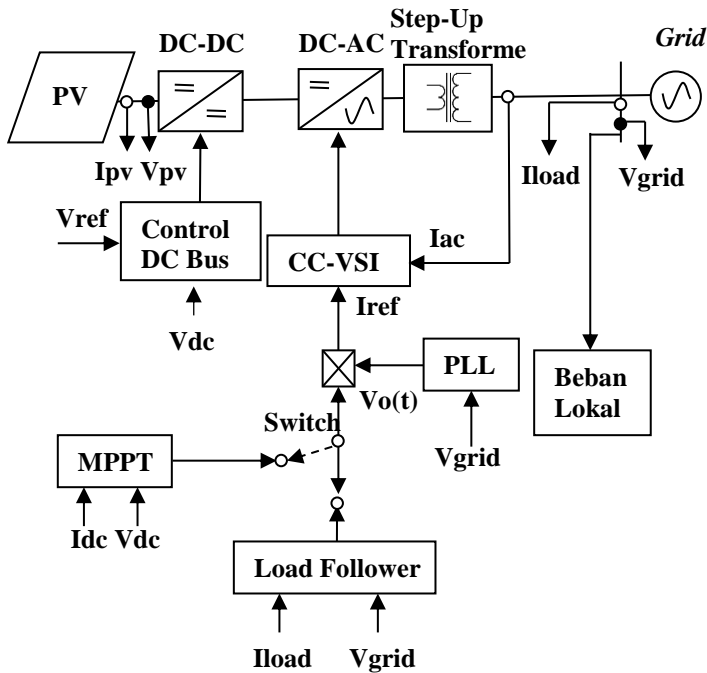 Step-Up
Transforme
DC-DC
DC-AC
Grid
PV
Ipv Vpv
Iload
Vgrid
Vref
Control
DC Bus
CC-VSI
Iac
Iref
Vdc
PLL
Vo(t)
Beban
Lokal
Switch
Vgrid
MPPT
Idc Vdc
Load Follower
Iload
Vgrid